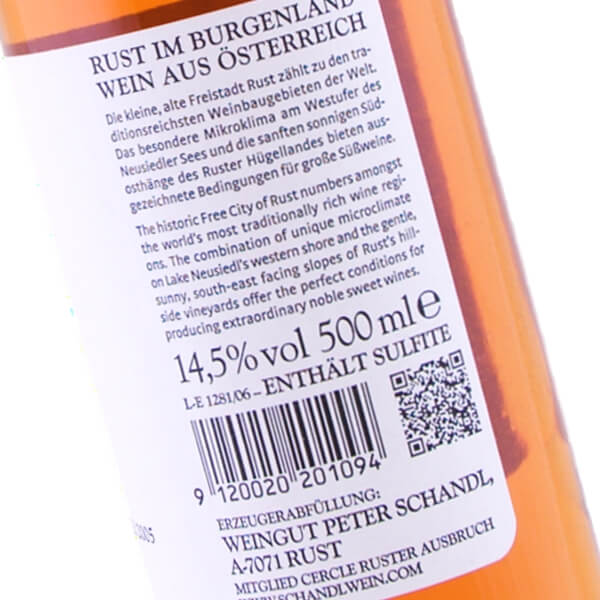 RUST IM BURGENLAND
WEIN AUS ÖSTERREICH
Die kleine, alte Freistadt Rust zählt zu den tra-
ditionsreichsten Weinbaugebieten der Welt.
Das besondere Mikroklima am Westufer des
Neusiedler Sees und die sanften sonnigen Süd-
osthänge des Ruster Hügellandes bieten aus-
gezeichnete Bedingungen für große Süßweine.
The historic Free City of Rust numbers amongst
the world's most traditionally rich wine regi-
ons. The combination of unique microclimate
on Lake Neusiedl's western shore and the gentle,
sunny, south-east facing slopes of Rust's hill-
side vineyards offer the perfect conditions for
producing extraordinary noble sweet wines.
14,5% vol 500 ml e
L-E 1281/06 – ENTHÄLT SULFITE
9 120020 201094
ERZEUGERABFÜLLUNG:
WEINGUT PETER SCHANDL,
A-7071 RUST
MITGLIED CERCLE RUSTER AUSBRUCH
WWW.SCHANDLWEIN.COM